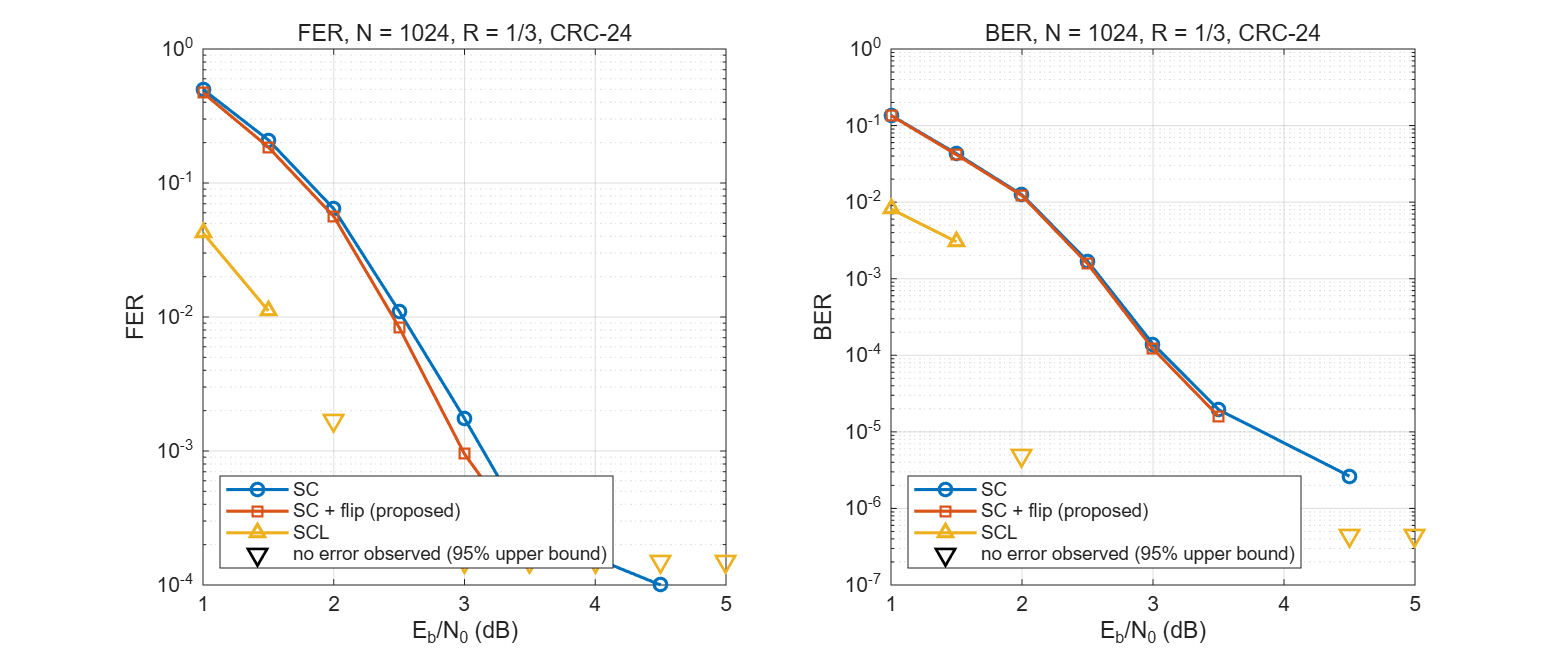 FER, N = 1024, R = 1/3, CRC-24
10^0
10^-1
10^-2
10^-3
10^-4
FER
1 2 3 4 5
E_b/N_0 (dB)
SC
SC + flip (proposed)
SCL
no error observed (95% upper bound)
BER, N = 1024, R = 1/3, CRC-24
10^0
10^-1
10^-2
10^-3
10^-4
10^-5
10^-6
10^-7
BER
1 2 3 4 5
E_b/N_0 (dB)
SC
SC + flip (proposed)
SCL
no error observed (95% upper bound)